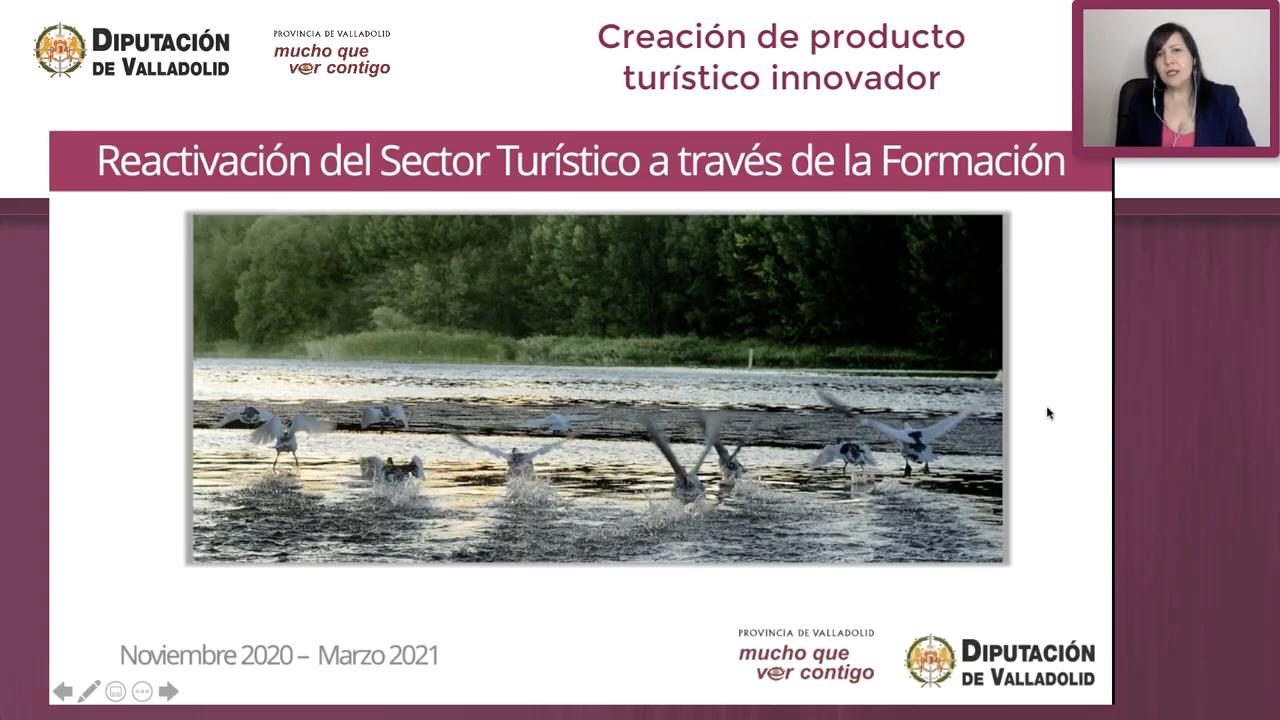 DIPUTACIÓN
DE VALLADOLID
PROVINCIA DE VALLADOLID
mucho que
ver contigo
Creación de producto
turístico innovador
Reactivación del Sector Turístico a través de la Formación
Noviembre 2020 – Marzo 2021
PROVINCIA DE VALLADOLID
mucho que
ver contigo
DIPUTACIÓN
DE VALLADOLID